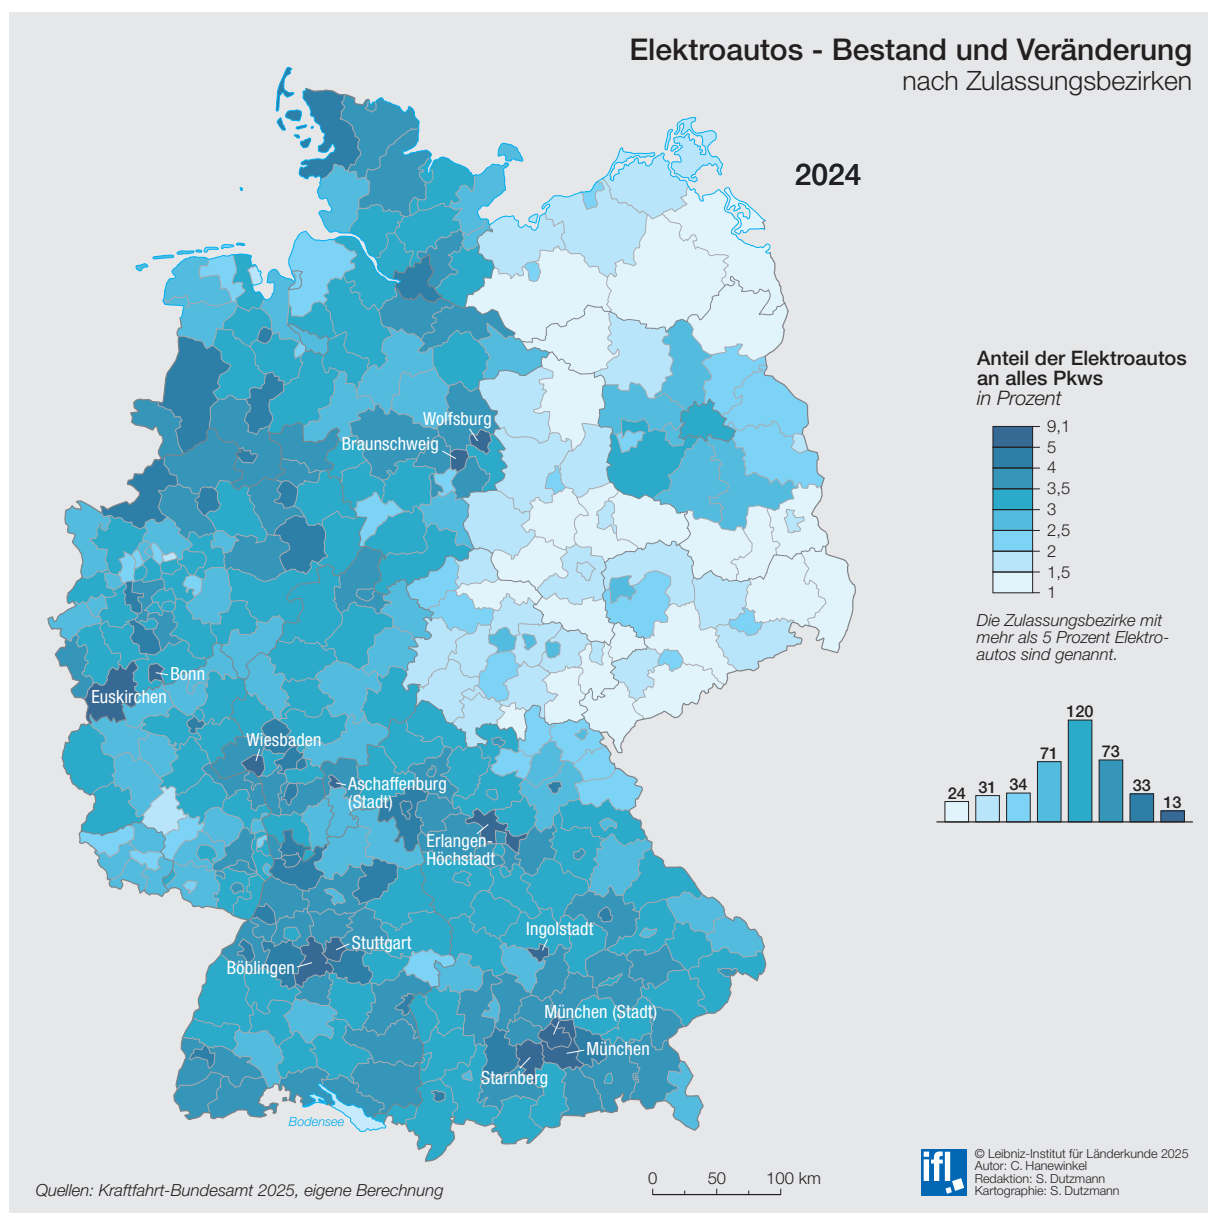 Elektroautos - Bestand und Veränderung
nach Zulassungsbezirken
2024
Anteil der Elektroautos
an alles Pkws
in Prozent
9,1
5
4
3,5
3
2,5
2
1,5
1
Die Zulassungsbezirke mit
mehr als 5 Prozent Elektro-
autos sind genannt.
24
31
34
71
120
73
33
13
Wolfsburg
Braunschweig
Bonn
Euskirchen
Wiesbaden
Aschaffenburg
(Stadt)
Erlangen-
Höchstadt
Ingolstadt
Stuttgart
Böblingen
München (Stadt)
München
Starnberg
Bodensee
Quellen: Kraftfahrt-Bundesamt 2025, eigene Berechnung
0 50 100 km
ifl
© Leibniz-Institut für Länderkunde 2025
Autor: C. Hanewinkel
Redaktion: S. Dutzmann
Kartographie: S. Dutzmann